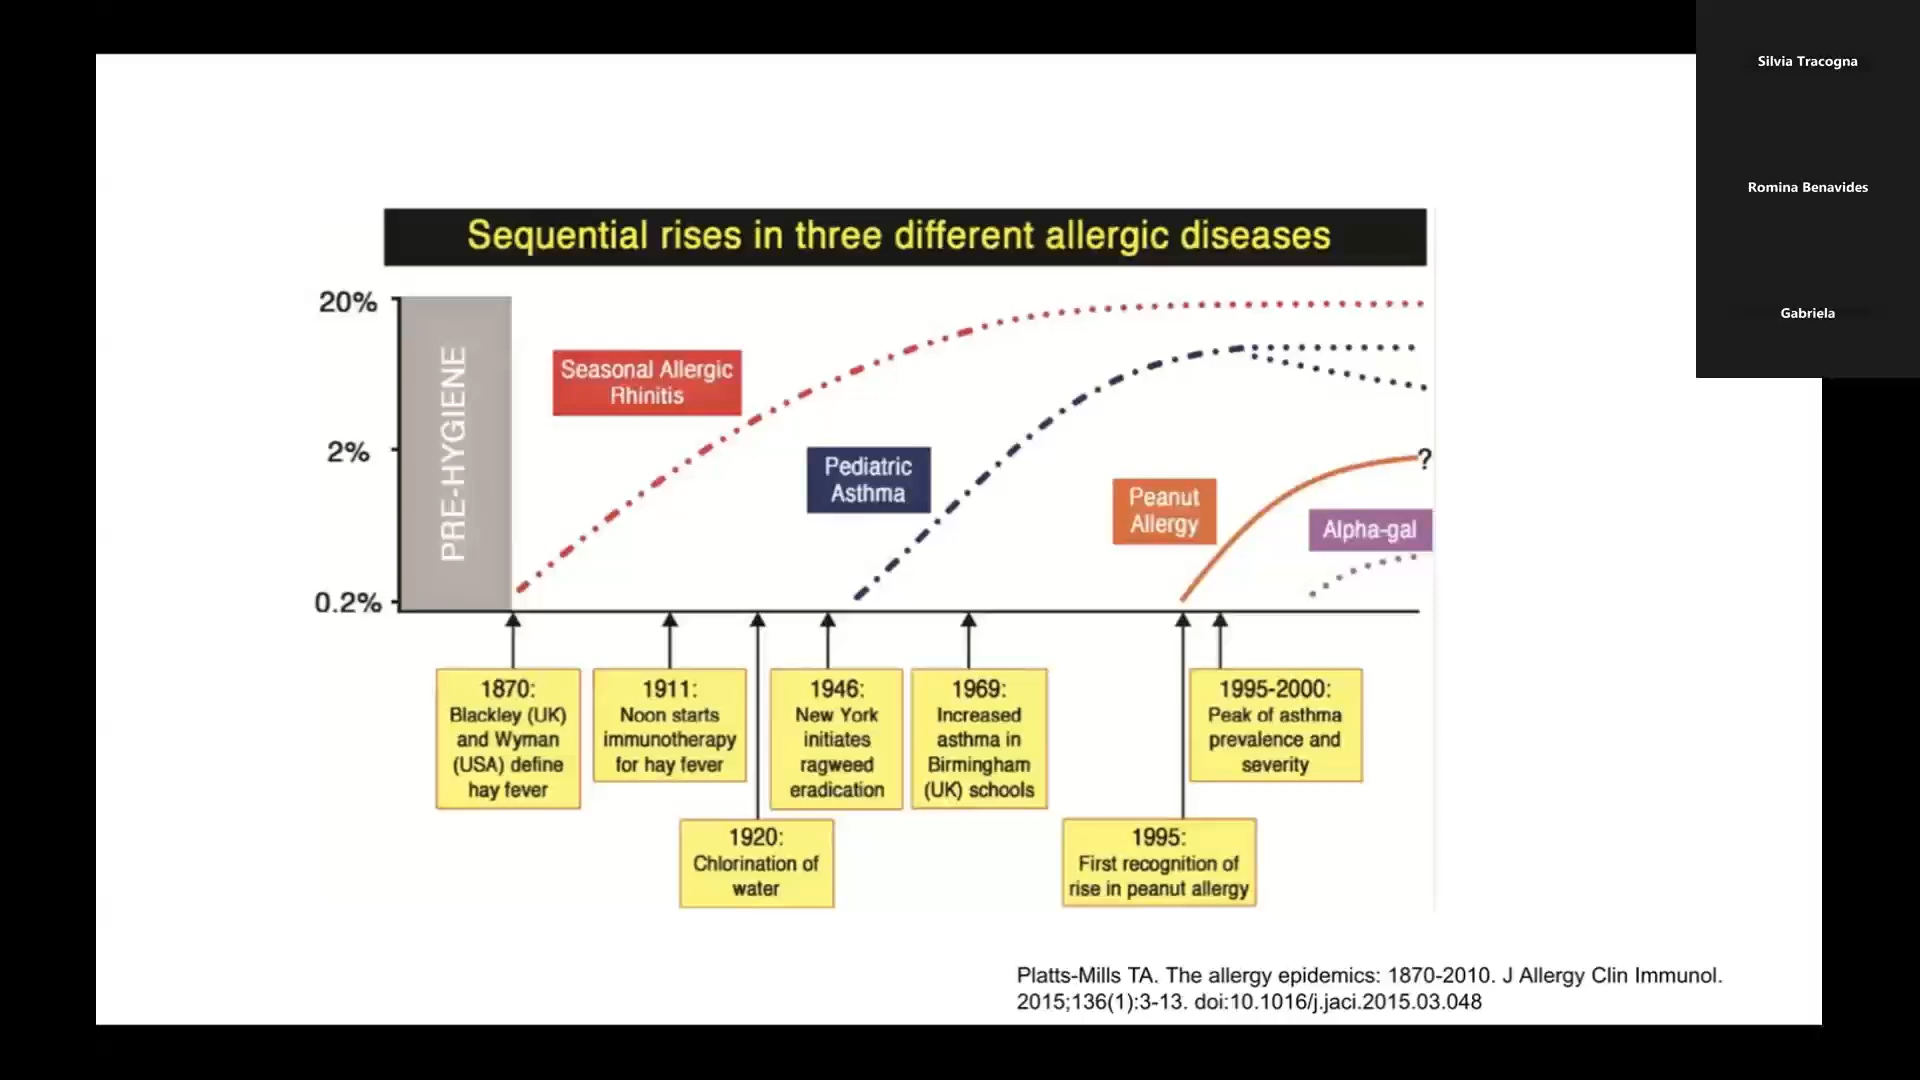 Silvia Tracogna
Romina Benavides
Gabriela
Sequential rises in three different allergic diseases
20%
2%
0.2%
PRE-HYGIENE
Seasonal Allergic
Rhinitis
Pediatric
Asthma
Peanut
Allergy
?
Alpha-gal
1870:
Blackley (UK)
and Wyman
(USA) define
hay fever
1911:
Noon starts
immunotherapy
for hay fever
1920:
Chlorination of
water
1946:
New York
initiates
ragweed
eradication
1969:
Increased
asthma in
Birmingham
(UK) schools
1995:
First recognition of
rise in peanut allergy
1995-2000:
Peak of asthma
prevalence and
severity
Platts-Mills TA. The allergy epidemics: 1870-2010. J Allergy Clin Immunol.
2015;136(1):3-13. doi:10.1016/j.jaci.2015.03.048